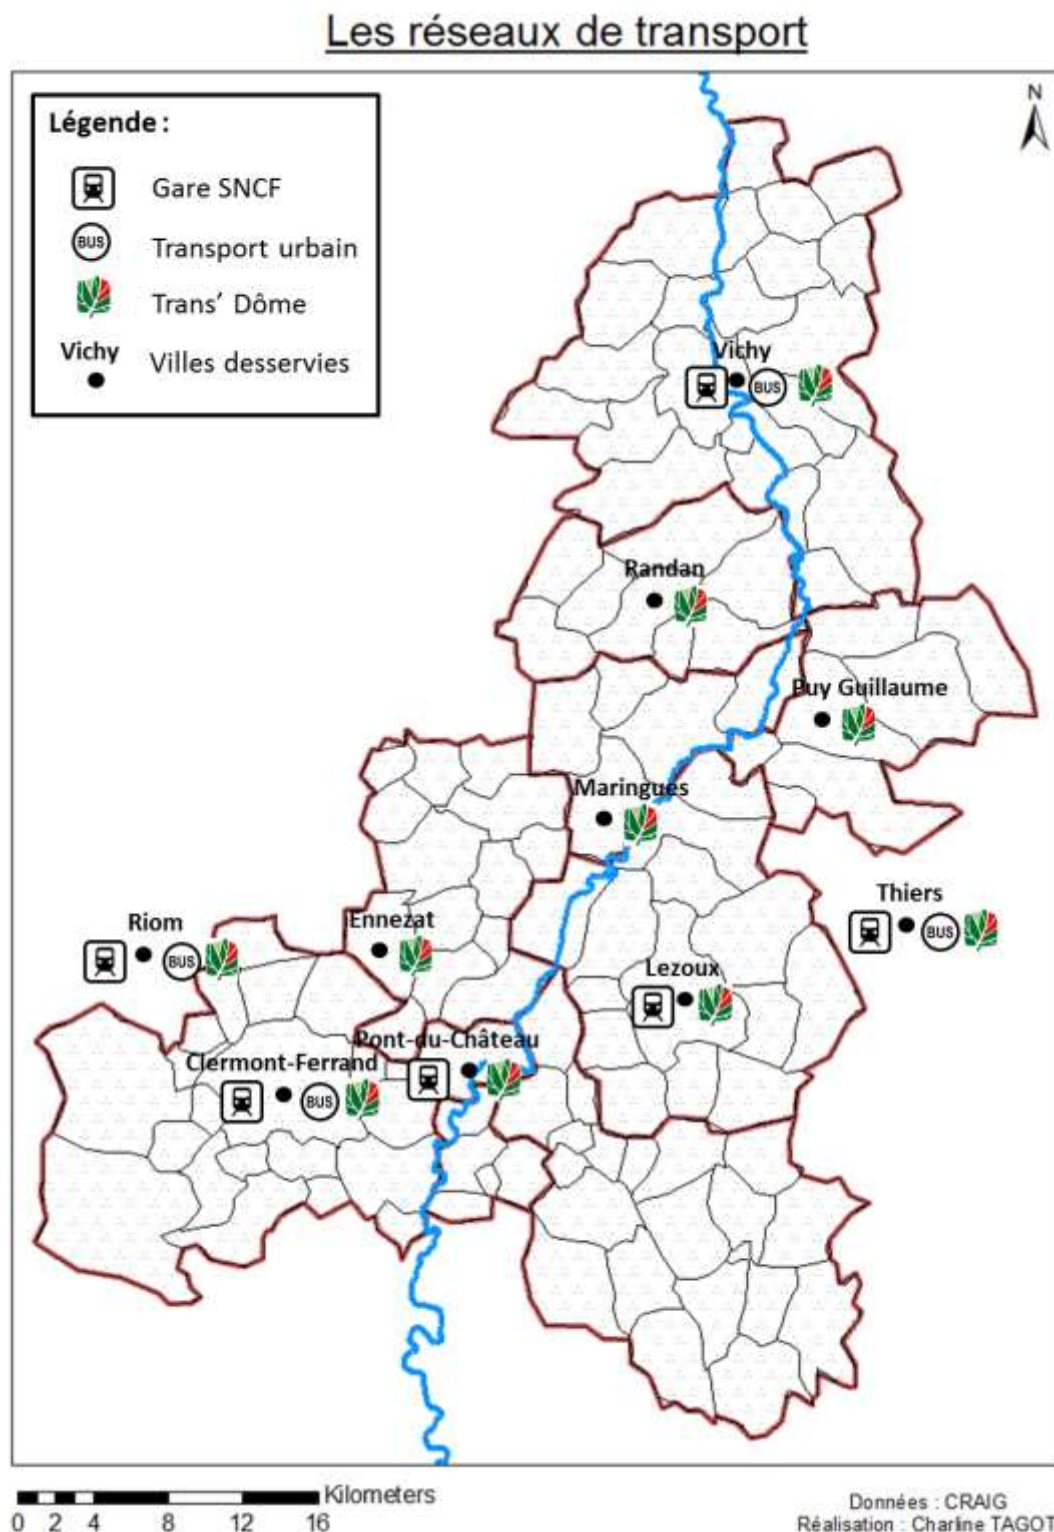 Les réseaux de transport
Légende :
Gare SNCF
BUS Transport urbain
Trans' Dôme
Vichy Villes desservies
N
Vichy
BUS
Randan
Puy Guillaume
Maringues
Thiers
BUS
Riom
BUS
Ennezat
Lezoux
Pont-du-Château
Clermont-Ferrand
BUS
Kilometers
0 2 4 8 12 16
Données : CRAIG
Réalisation : Charline TAGOT